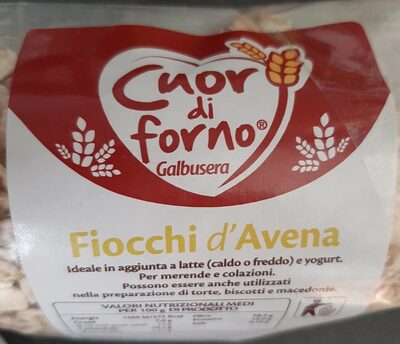 Cuor
di
forno®
Galbusera
Fiocchi d'Avena
Ideale in aggiunta a latte (caldo o freddo) e yogurt.
Per merende e colazioni.
Possono essere anche utilizzati
nella preparazione di torte, biscotti e macedonie.
VALORI NUTRIZIONALI MEDI
PER 100 g DI PRODOTTO
Energia